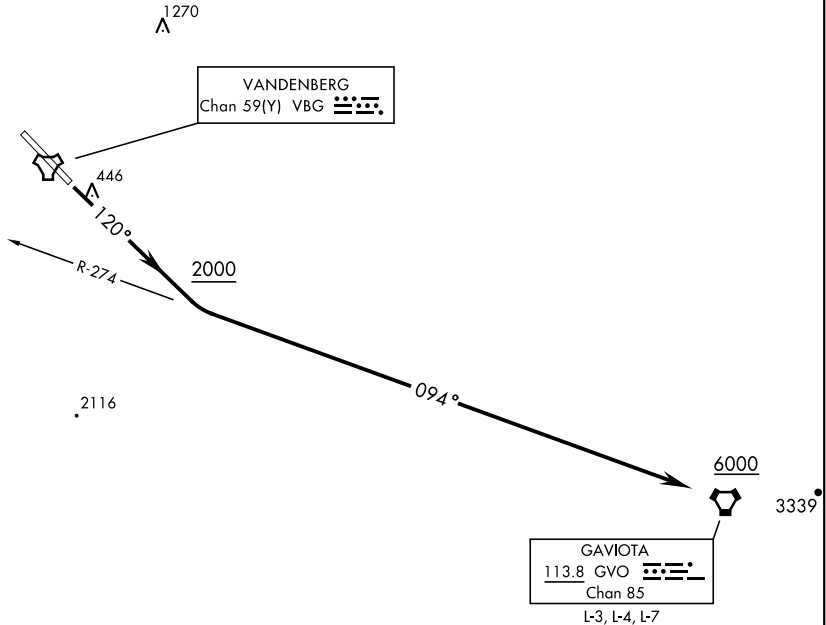 1270
VANDENBERG
Chan 59(Y) VBG
446
120°
R-274
2000
094°
2116
6000
3339
GAVIOTA
113.8 GVO
Chan 85
L-3, L-4, L-7